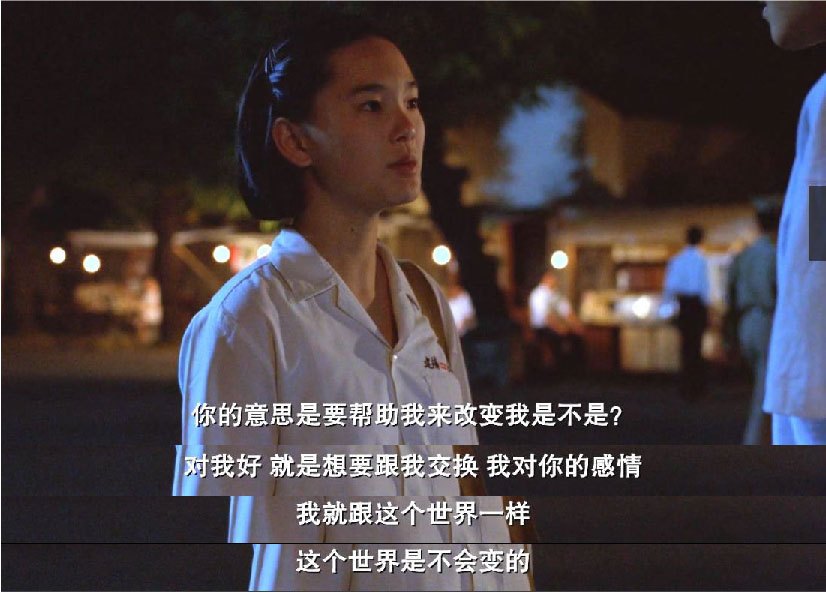 你的意思是要帮助我来改变我是不是?
对我好 就是想要跟我交换 我对你的感情
我就跟这个世界一样
这个世界是不会变的